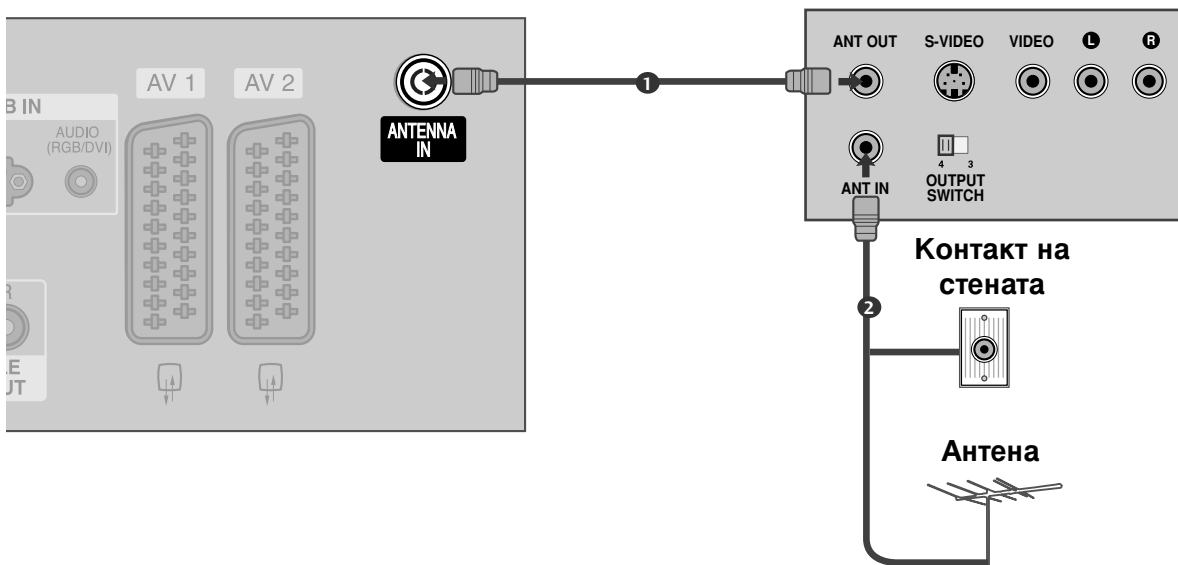 AV 1
AV 2
B IN
AUDIO
(RGB/DVI)
R
LE
UT
ANTENNA
IN
1
ANT OUT
S-VIDEO
VIDEO
L
R
4
3
ANT IN
OUTPUT
SWITCH
2
Контакт на
стената
Антена